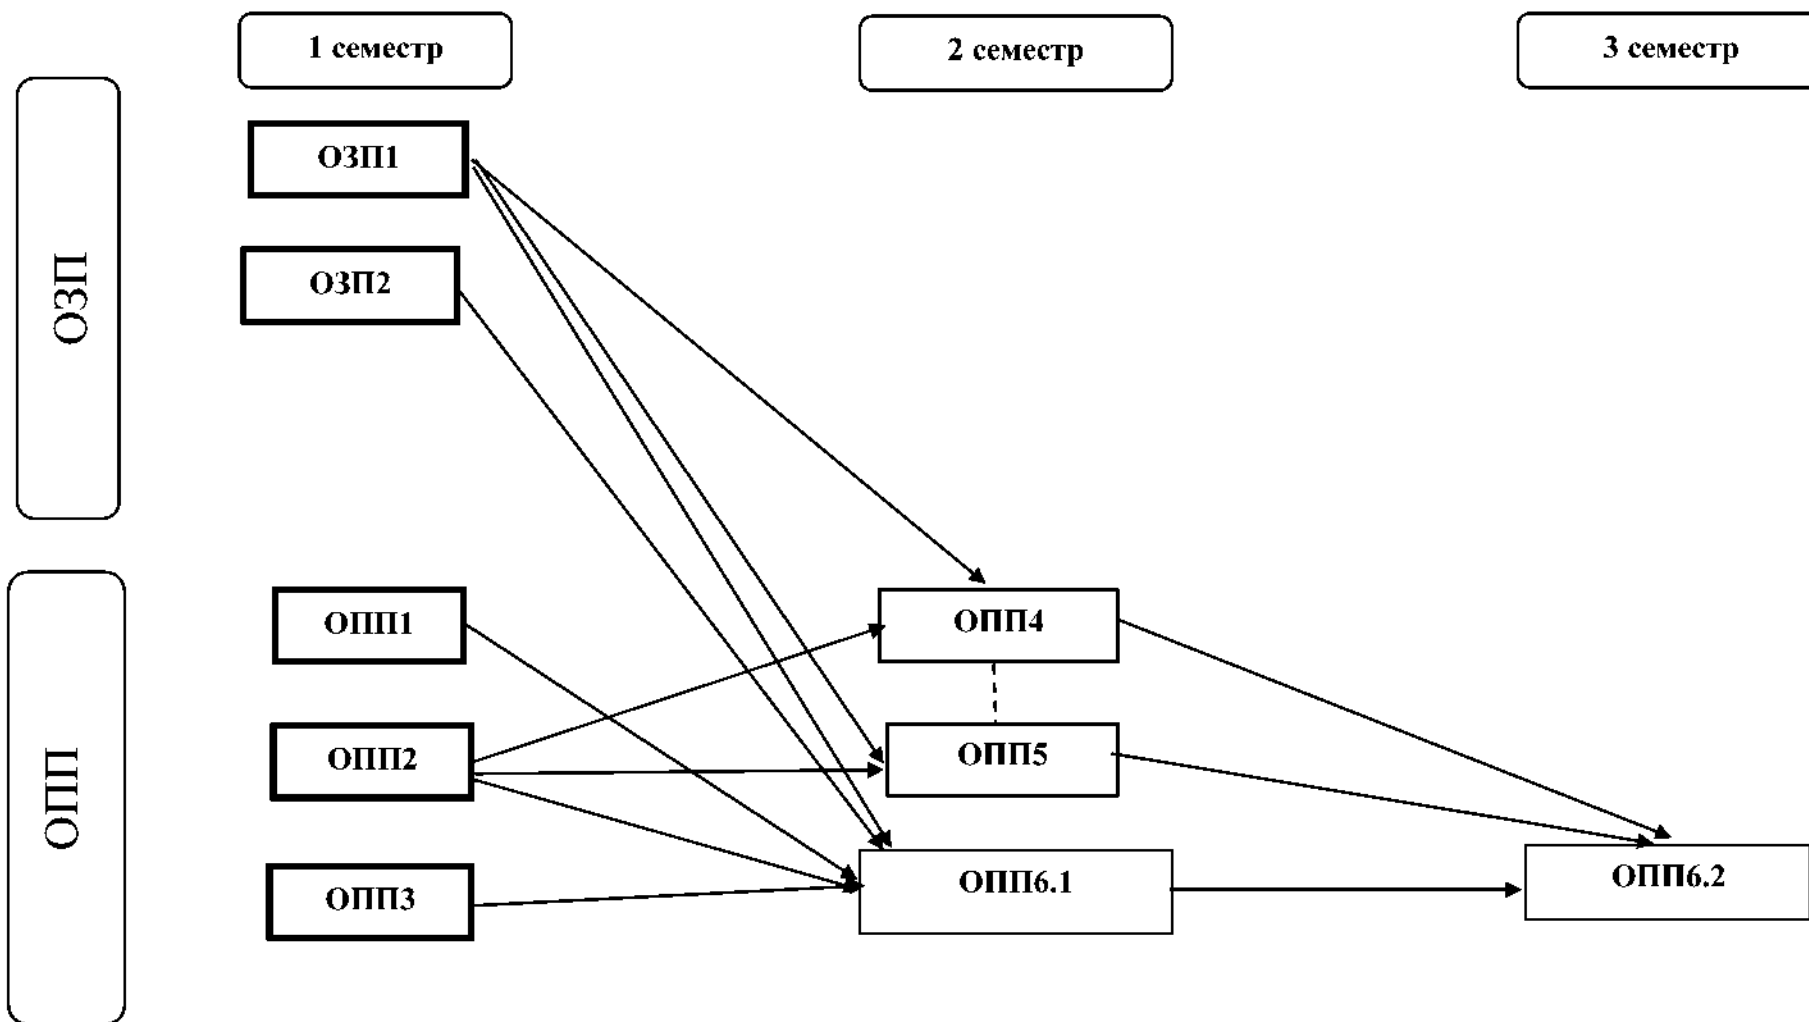 1 семестр
2 семестр
3 семестр
ОЗП
ОЗП1
ОЗП2
ОПП
ОПП1
ОПП4
ОПП2
ОПП5
ОПП3
ОПП6.1
ОПП6.2